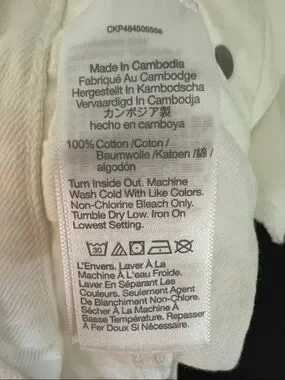 CKP484505558
Made In Cambodia
Fabriqué Au Cambodge
Hergestellt In Kambodscha
Vervaardigd In Cambodja
カンボジア製
hecho en camboya
100% Cotton /Coton /
Baumwolle /Katoen /綿 /
algodón
Turn Inside Out. Machine
Wash Cold With Like Colors.
Non-Chlorine Bleach Only.
Tumble Dry Low. Iron On
Lowest Setting.
30
L'Envers. Laver À La
Machine À L'eau Froide.
Laver En Séparant Les
Couleurs. Seulement Agent
De Blanchiment Non-Chlore.
Sécher À La Machine À
Basse Température. Repasser
A Fer Doux Si Nécessaire.